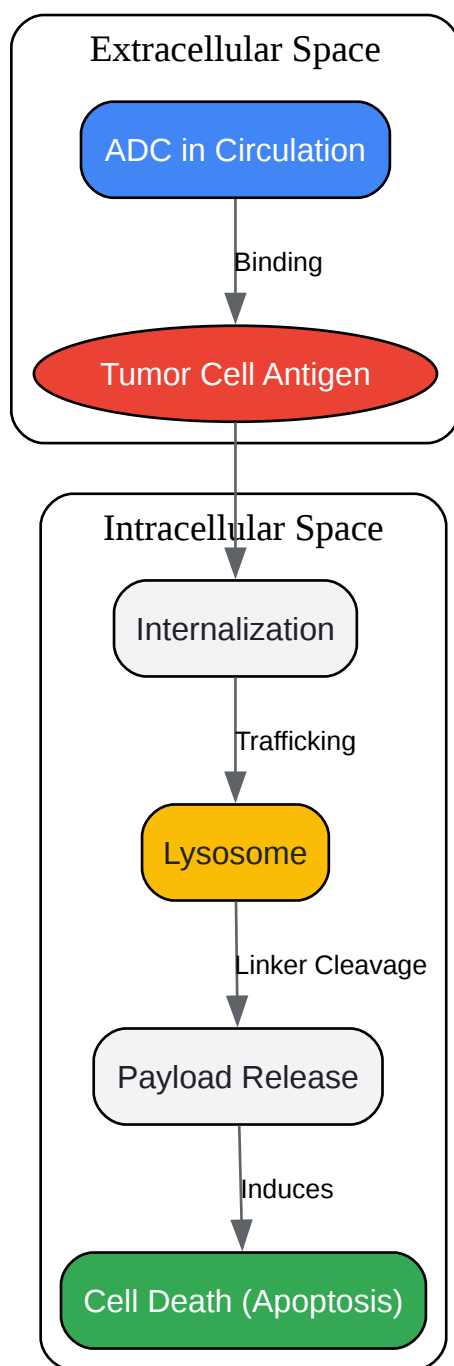 Extracellular Space
ADC in Circulation
Binding
Tumor Cell Antigen
Intracellular Space
Internalization
Trafficking
Lysosome
Linker Cleavage
Payload Release
Induces
Cell Death (Apoptosis)